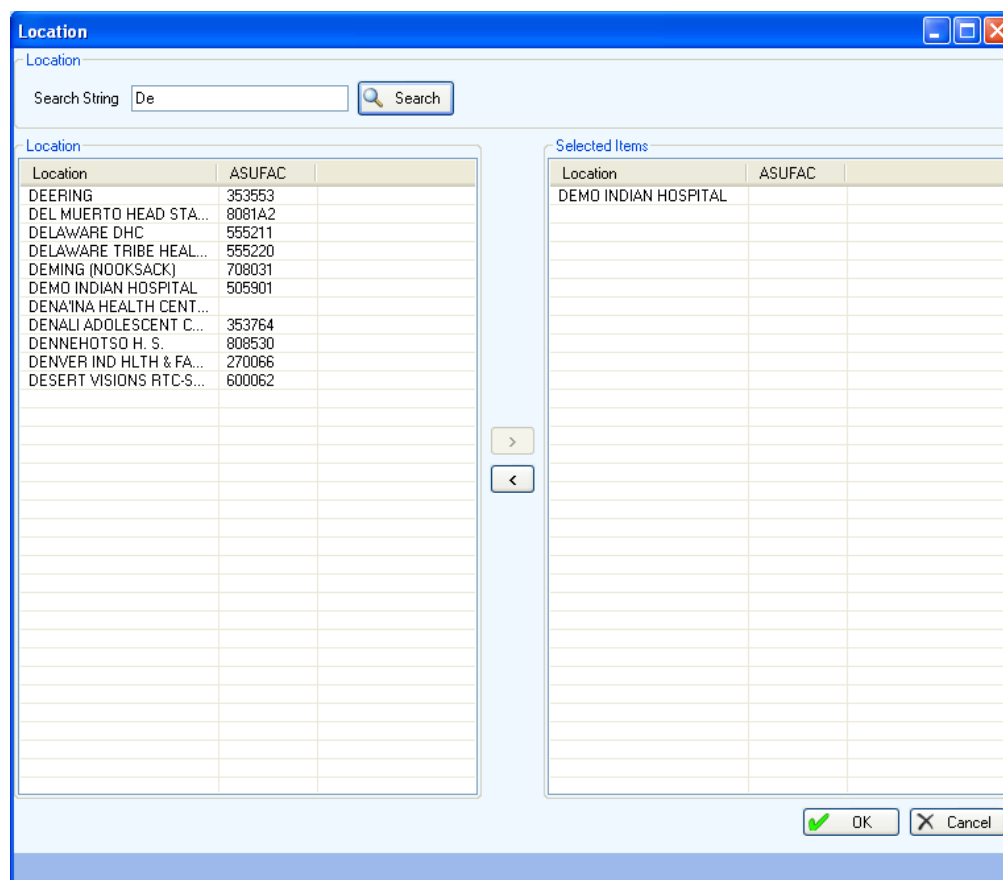 Location
Location
Search String De Search
Location
Location ASUFAC
DEERING 353553
DEL MUERTO HEAD STA... 8081A2
DELAWARE DHC 555211
DELAWARE TRIBE HEAL... 555220
DEMING (NOOKSACK) 708031
DEMO INDIAN HOSPITAL 505901
DENA'INA HEALTH CENT...
DENALI ADOLESCENT C... 353764
DENNEHOTSO H. S. 808530
DENVER IND HLTH & FA... 270066
DESERT VISIONS RTC-S... 600062
>
<
Selected Items
Location ASUFAC
DEMO INDIAN HOSPITAL
OK Cancel